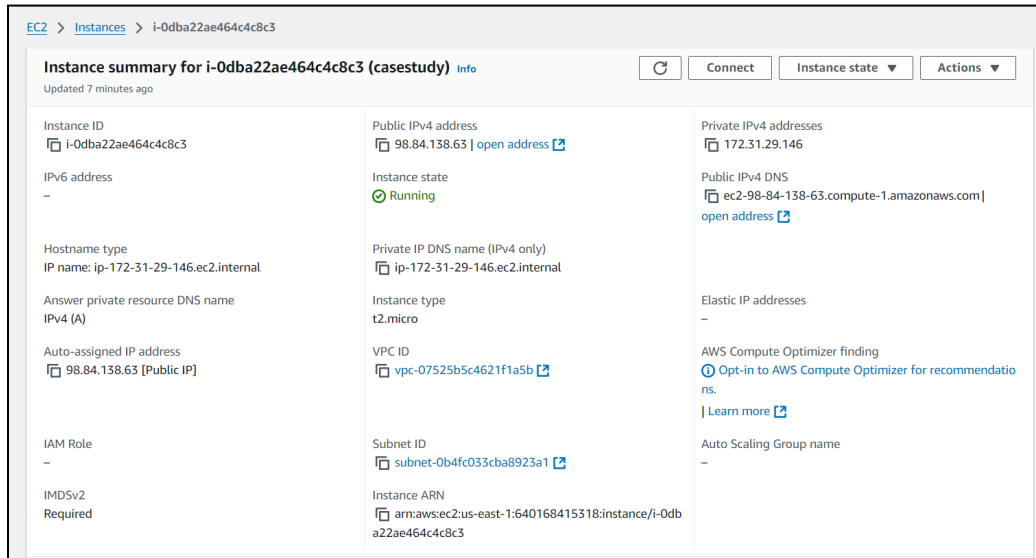 EC2 > Instances > i-0dba22ae464c4c8c3
Instance summary for i-0dba22ae464c4c8c3 (casestudy) Info
Connect
Instance state
Actions
Updated 7 minutes ago
Instance ID
i-0dba22ae464c4c8c3
Public IPv4 address
98.84.138.63 | open address
Private IPv4 addresses
172.31.29.146
IPv6 address
–
Instance state
Running
Public IPv4 DNS
ec2-98-84-138-63.compute-1.amazonaws.com |
open address
Hostname type
IP name: ip-172-31-29-146.ec2.internal
Private IP DNS name (IPv4 only)
ip-172-31-29-146.ec2.internal
Answer private resource DNS name
IPv4 (A)
Instance type
t2.micro
Elastic IP addresses
–
Auto-assigned IP address
98.84.138.63 [Public IP]
VPC ID
vpc-07525b5c4621f1a5b
AWS Compute Optimizer finding
Opt-in to AWS Compute Optimizer for recommendatio
ns.
| Learn more
IAM Role
–
Subnet ID
subnet-0b4fc033cba8923a1
Auto Scaling Group name
–
IMDSv2
Required
Instance ARN
arn:aws:ec2:us-east-1:640168415318:instance/i-0db
a22ae464c4c8c3